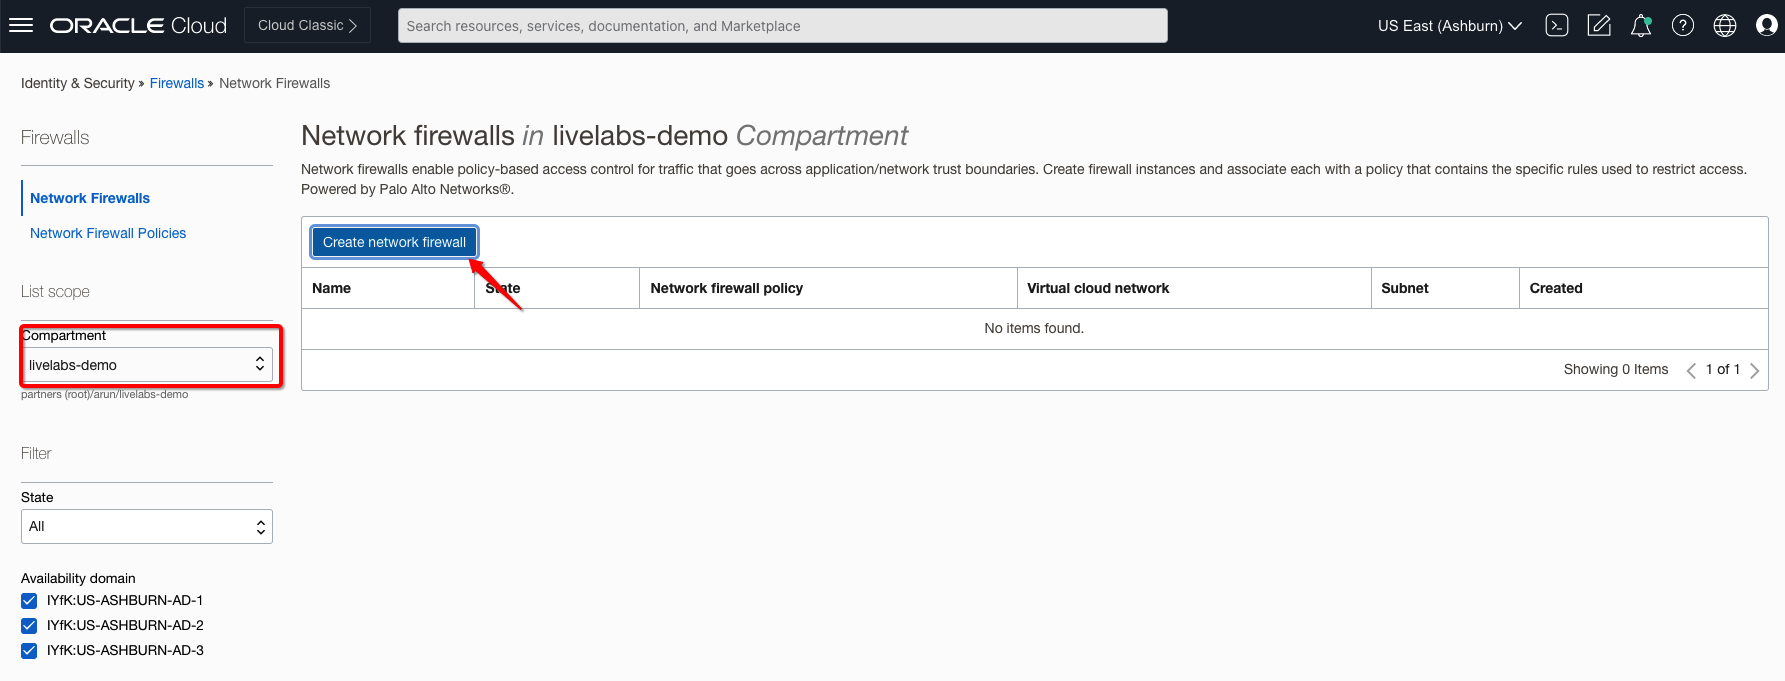 ORACLE Cloud
Cloud Classic
Search resources, services, documentation, and Marketplace
US East (Ashburn)
Identity & Security » Firewalls » Network Firewalls
Firewalls
Network Firewalls
Network Firewall Policies
List scope
Compartment
livelabs-demo
partners (root)/arun/livelabs-demo
Filter
State
All
Availability domain
IYfK:US-ASHBURN-AD-1
IYfK:US-ASHBURN-AD-2
IYfK:US-ASHBURN-AD-3
Network firewalls in livelabs-demo Compartment
Network firewalls enable policy-based access control for traffic that goes across application/network trust boundaries. Create firewall instances and associate each with a policy that contains the specific rules used to restrict access.
Powered by Palo Alto Networks®.
Create network firewall
Name State Network firewall policy Virtual cloud network Subnet Created
No items found.
Showing 0 Items 1 of 1